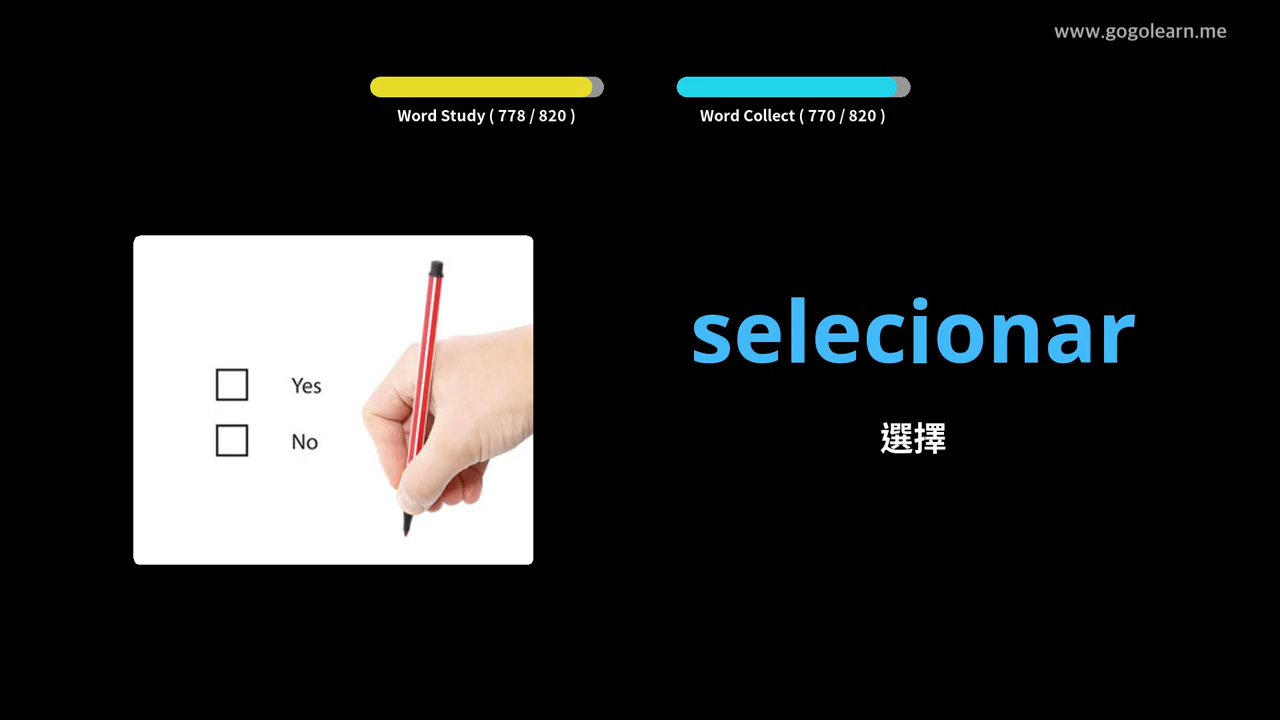 www.gogolearn.me
Word Study ( 778 / 820 )
Word Collect ( 770 / 820 )
Yes
No
selecionar
選擇